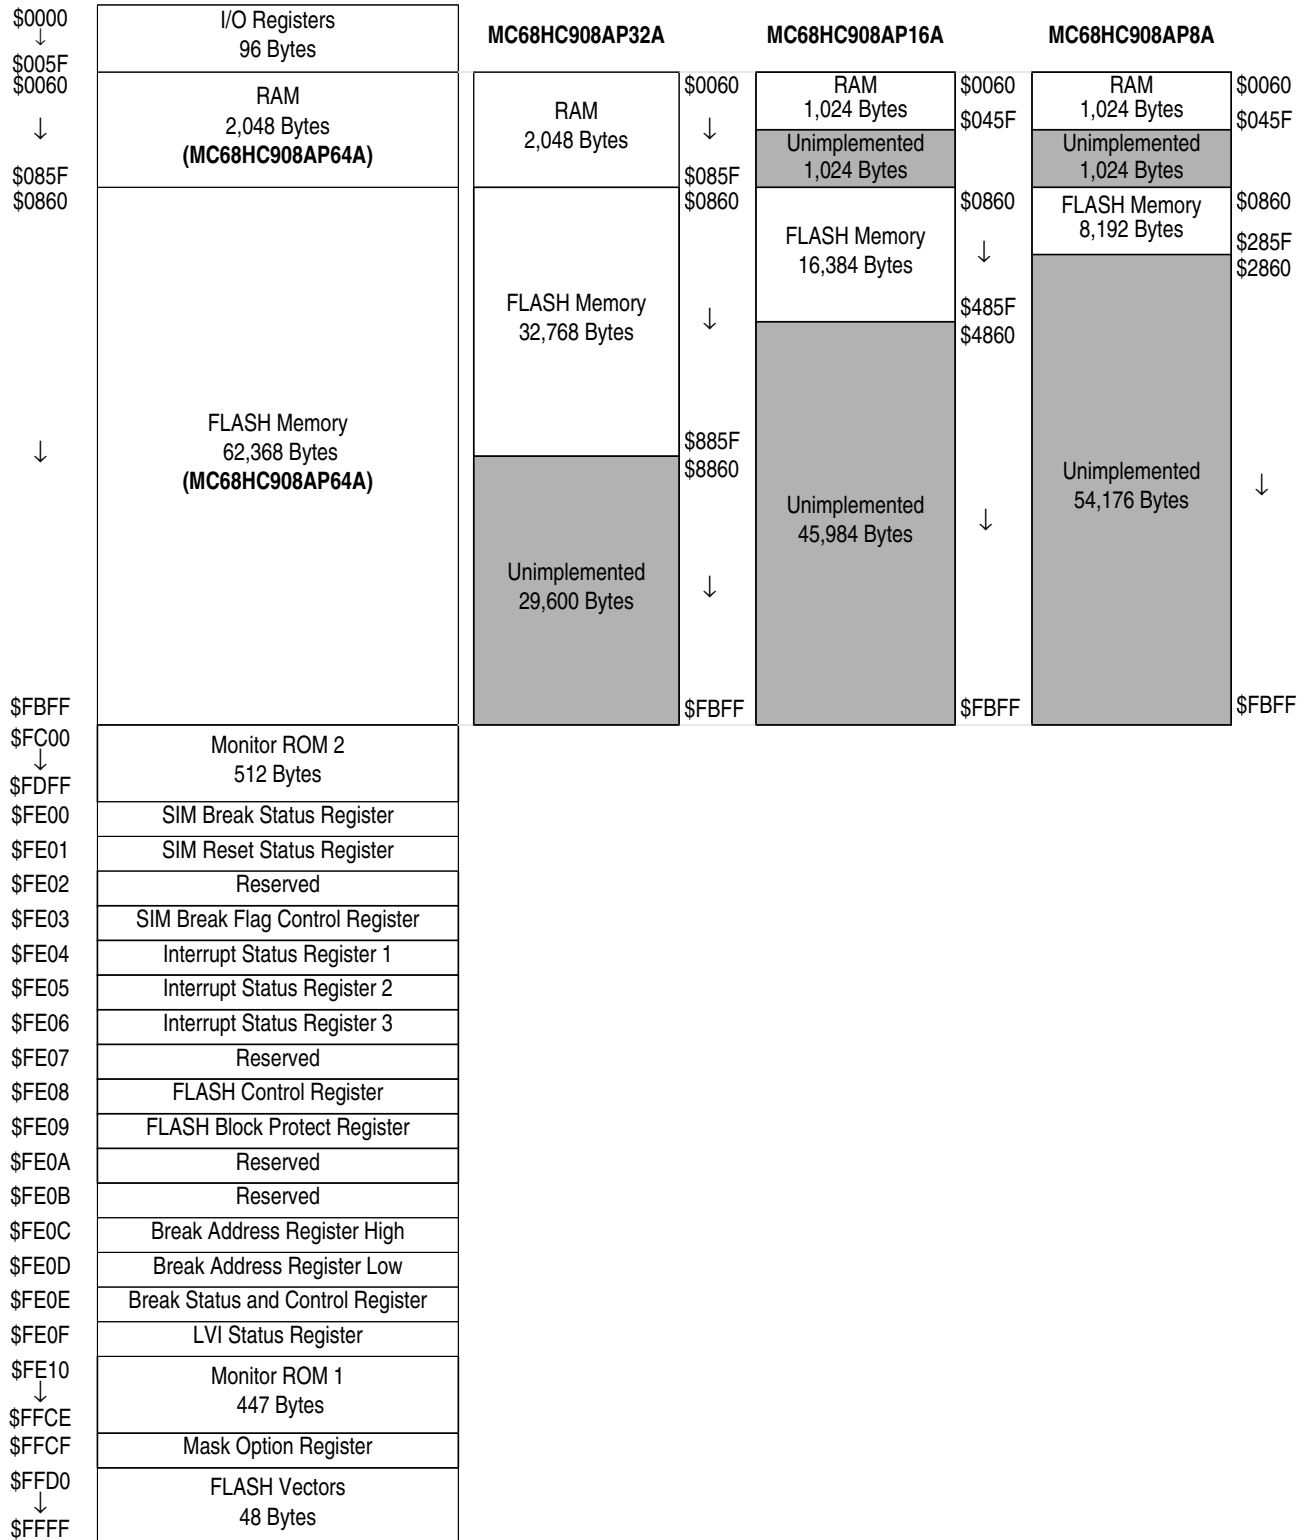 $0000
↓
$005F
I/O Registers
96 Bytes
MC68HC908AP32A
MC68HC908AP16A
MC68HC908AP8A
$0060
↓
$085F
RAM
2,048 Bytes
(MC68HC908AP64A)
RAM
2,048 Bytes
$0060
↓
$085F
RAM
1,024 Bytes
$0060
$045F
Unimplemented
1,024 Bytes
RAM
1,024 Bytes
$0060
$045F
Unimplemented
1,024 Bytes
$0860
↓
$FBFF
FLASH Memory
62,368 Bytes
(MC68HC908AP64A)
FLASH Memory
32,768 Bytes
$0860
↓
$885F
$8860
Unimplemented
29,600 Bytes
↓
$FBFF
FLASH Memory
16,384 Bytes
$0860
↓
$485F
$4860
Unimplemented
45,984 Bytes
↓
$FBFF
FLASH Memory
8,192 Bytes
$0860
$285F
$2860
Unimplemented
54,176 Bytes
↓
$FBFF
$FC00
↓
$FDFF
Monitor ROM 2
512 Bytes
$FE00 SIM Break Status Register
$FE01 SIM Reset Status Register
$FE02 Reserved
$FE03 SIM Break Flag Control Register
$FE04 Interrupt Status Register 1
$FE05 Interrupt Status Register 2
$FE06 Interrupt Status Register 3
$FE07 Reserved
$FE08 FLASH Control Register
$FE09 FLASH Block Protect Register
$FE0A Reserved
$FE0B Reserved
$FE0C Break Address Register High
$FE0D Break Address Register Low
$FE0E Break Status and Control Register
$FE0F LVI Status Register
$FE10
↓
$FFCE
Monitor ROM 1
447 Bytes
$FFCF Mask Option Register
$FFD0
↓
$FFFF
FLASH Vectors
48 Bytes